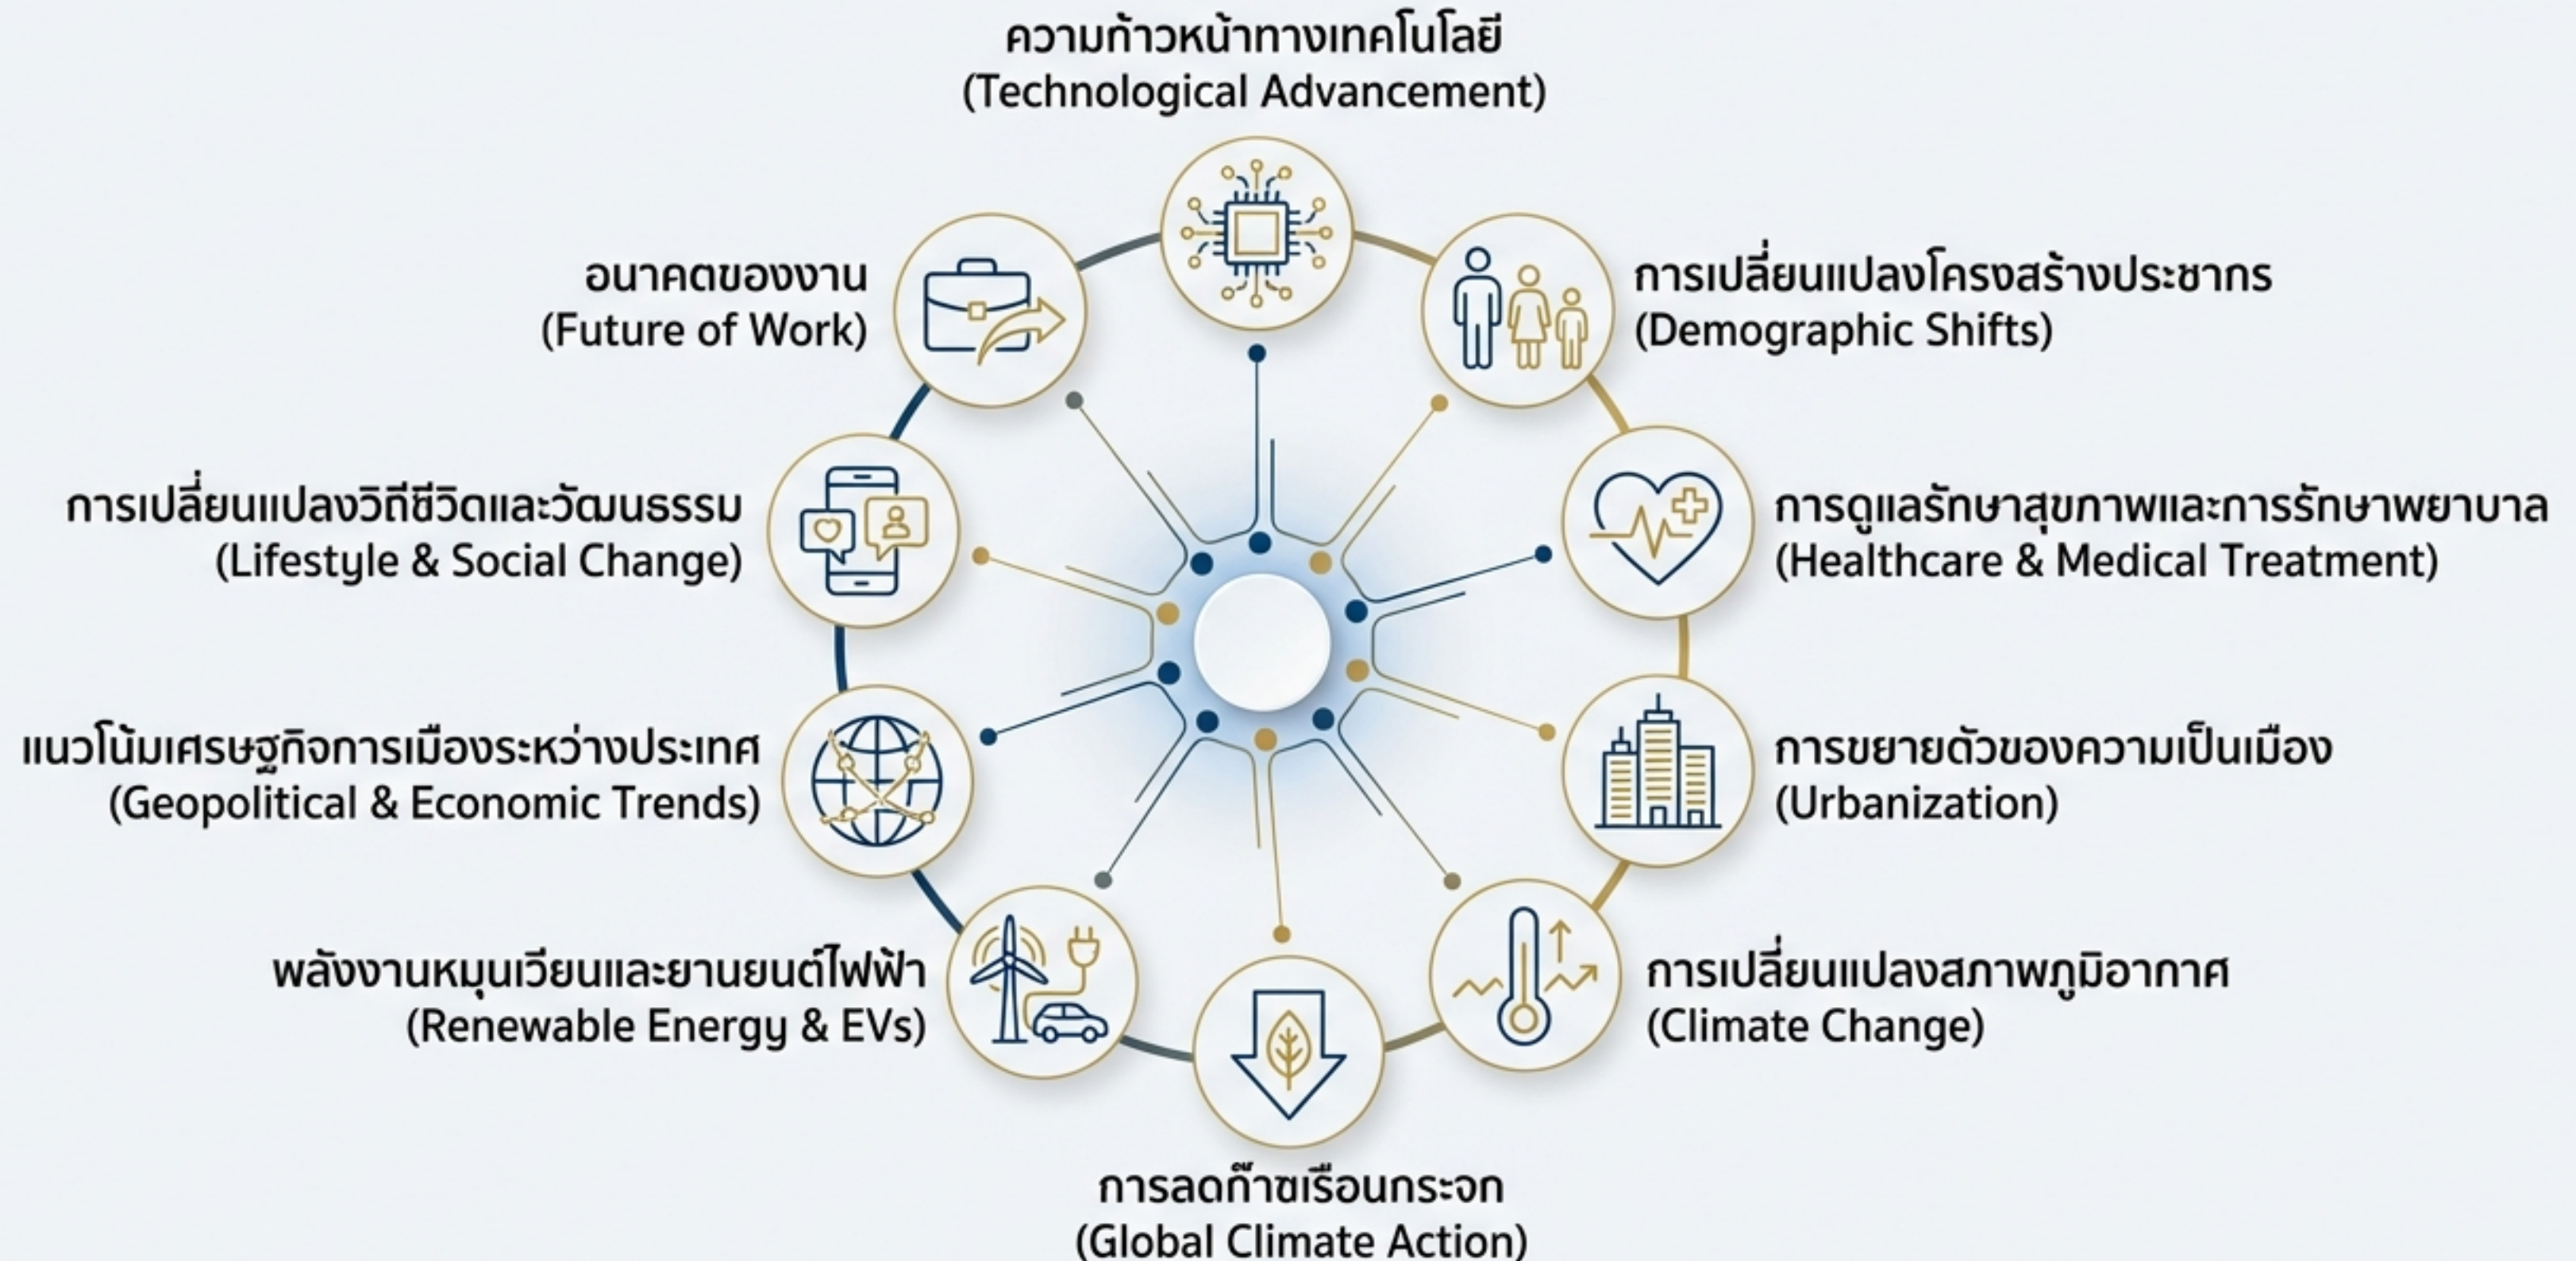 ความก้าวหน้าทางเทคโนโลยี
(Technological Advancement)
อนาคตของงาน
(Future of Work)
การเปลี่ยนแปลงโครงสร้างประชากร
(Demographic Shifts)
การเปลี่ยนแปลงวิถีชีวิตและวัฒนธรรม
(Lifestyle & Social Change)
การดูแลรักษาสุขภาพและการรักษาพยาบาล
(Healthcare & Medical Treatment)
แนวโน้มเศรษฐกิจการเมืองระหว่างประเทศ
(Geopolitical & Economic Trends)
การขยายตัวของความเป็นเมือง
(Urbanization)
พลังงานหมุนเวียนและยานยนต์ไฟฟ้า
(Renewable Energy & EVs)
การเปลี่ยนแปลงสภาพภูมิอากาศ
(Climate Change)
การลดก๊าซเรือนกระจก
(Global Climate Action)